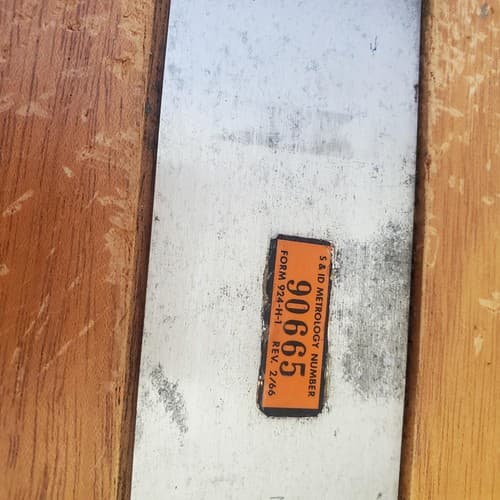 S & ID METROLOGY NUMBER
90665
FORM 924-H-1 REV. 2/66